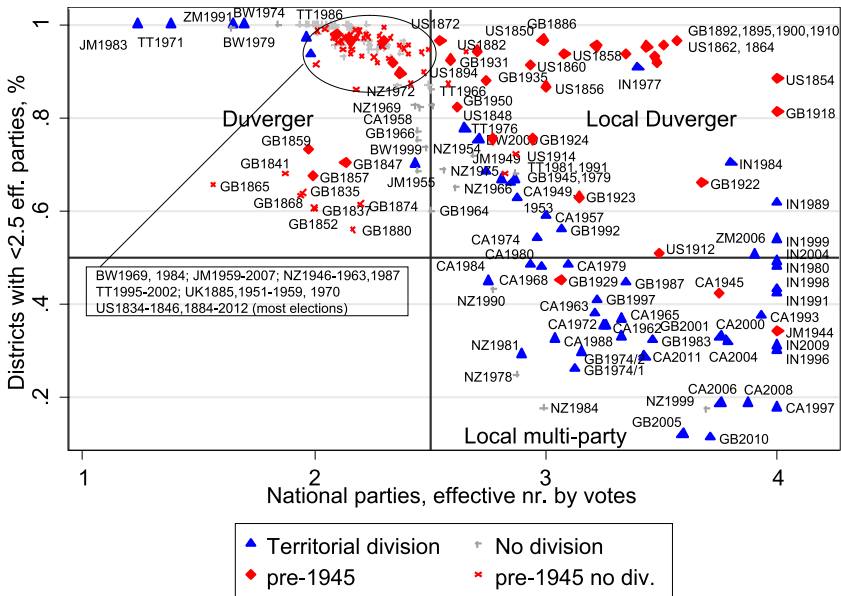 1
.8
.6
.4
.2
1
2
3
4
Districts with <2.5 eff. parties, %
National parties, effective nr. by votes
ZM1991
BW1974
TT1986
US1872
US1850
GB1886
GB1892,1895,1900,1910
JM1983
TT1971
BW1979
US1882
GB1931
US1858
US1862, 1864
US1894
GB1935
US1860
US1856
IN1977
US1854
NZ1972
TT1966
NZ1969
GB1950
GB1918
Duverger
CA1958
US1848
Local Duverger
GB1966
TT1976
GB1859
BW1999
NZ1954
GB1924
GB1841
GB1847
JM1949
US1914
IN1984
GB1857
JM1955
TT1981,1991
GB1865
GB1835
NZ1966
GB1945,1979
GB1922
GB1868
GB1874
CA1949
1953
GB1923
IN1989
GB1837
GB1964
CA1957
GB1852
GB1880
CA1974
GB1992
ZM2006
IN1999
CA1980
US1912
IN2004
CA1984
CA1979
IN1980
BW1969, 1984; JM1959-2007; NZ1946-1963,1987
TT1995-2002; UK1885,1951-1959, 1970
US1834-1846,1884-2012 (most elections)
CA1968
GB1929
GB1987
CA1945
IN1998
NZ1990
GB1997
IN1991
CA1963
CA1965
CA1993
CA1972
CA1962
GB2001
CA2000
JM1944
NZ1981
CA1988
GB1983
IN2009
GB1974/2
CA2011
CA2004
IN1996
NZ1978
GB1974/1
CA2006
CA2008
NZ1984
NZ1999
CA1997
GB2005
Local multi-party
GB2010
Territorial division
No division
pre-1945
pre-1945 no div.